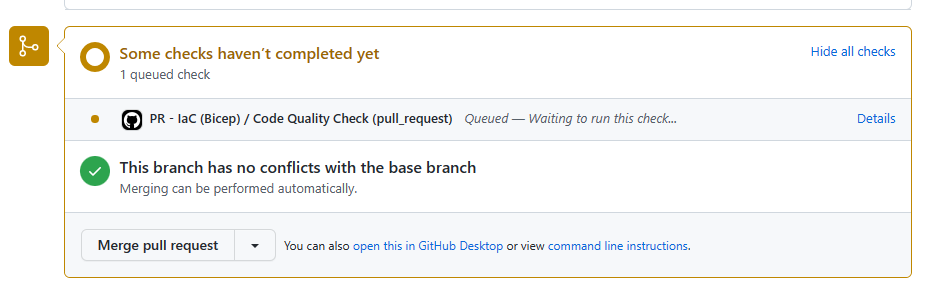 Some checks haven't completed yet
Hide all checks
1 queued check
PR - IaC (Bicep) / Code Quality Check (pull_request) Queued — Waiting to run this check...
Details
This branch has no conflicts with the base branch
Merging can be performed automatically.
Merge pull request
You can also open this in GitHub Desktop or view command line instructions.